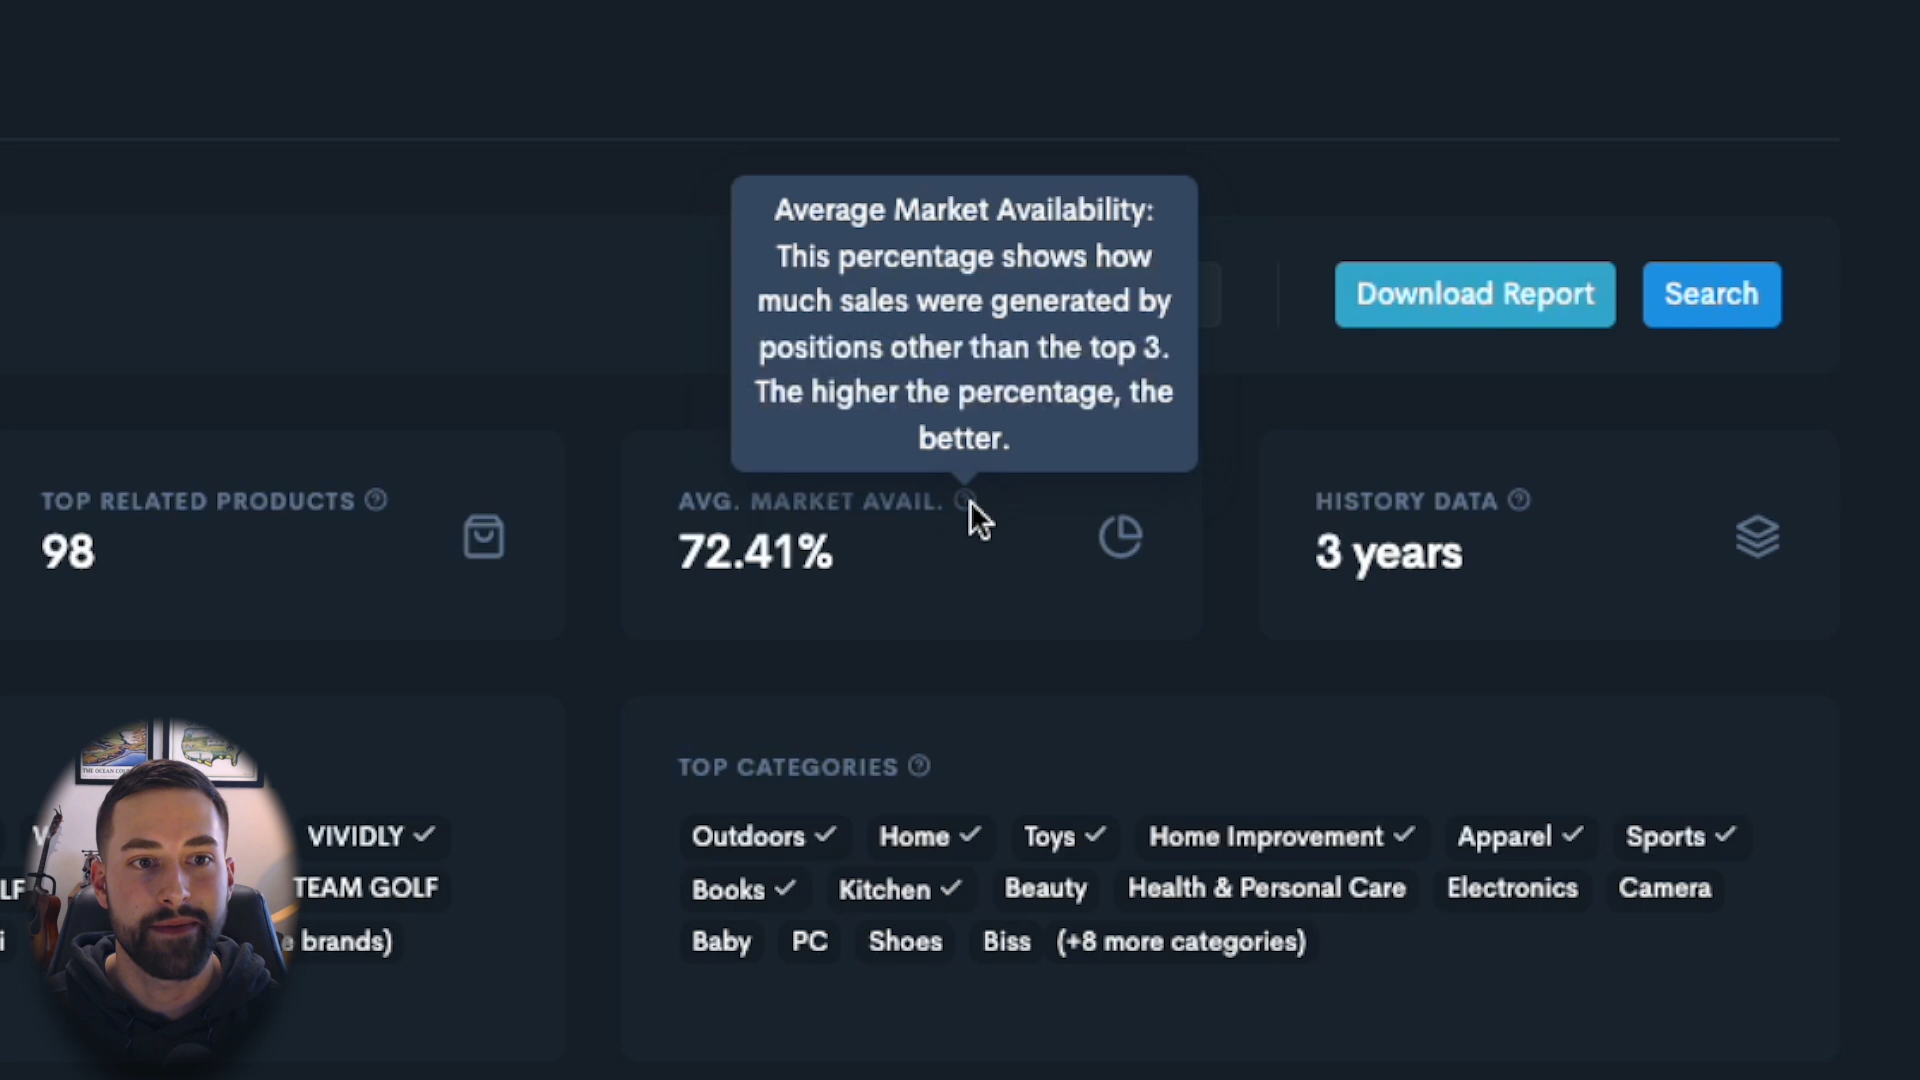 Average Market Availability:
This percentage shows how
much sales were generated by
positions other than the top 3.
The higher the percentage, the
better.
Download Report
Search
TOP RELATED PRODUCTS
98
AVG. MARKET AVAIL.
72.41%
HISTORY DATA
3 years
TOP CATEGORIES
VIVIDLY
TEAM GOLF
brands)
Outdoors Home Toys Home Improvement Apparel Sports
Books Kitchen Beauty Health & Personal Care Electronics Camera
Baby PC Shoes Biss (+8 more categories)